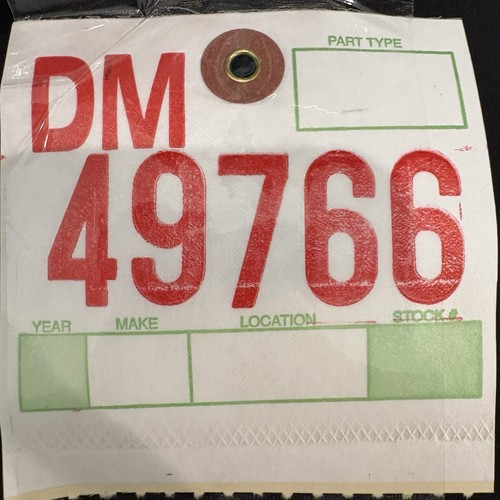 DM
PART TYPE
49766
YEAR MAKE LOCATION STOCK #